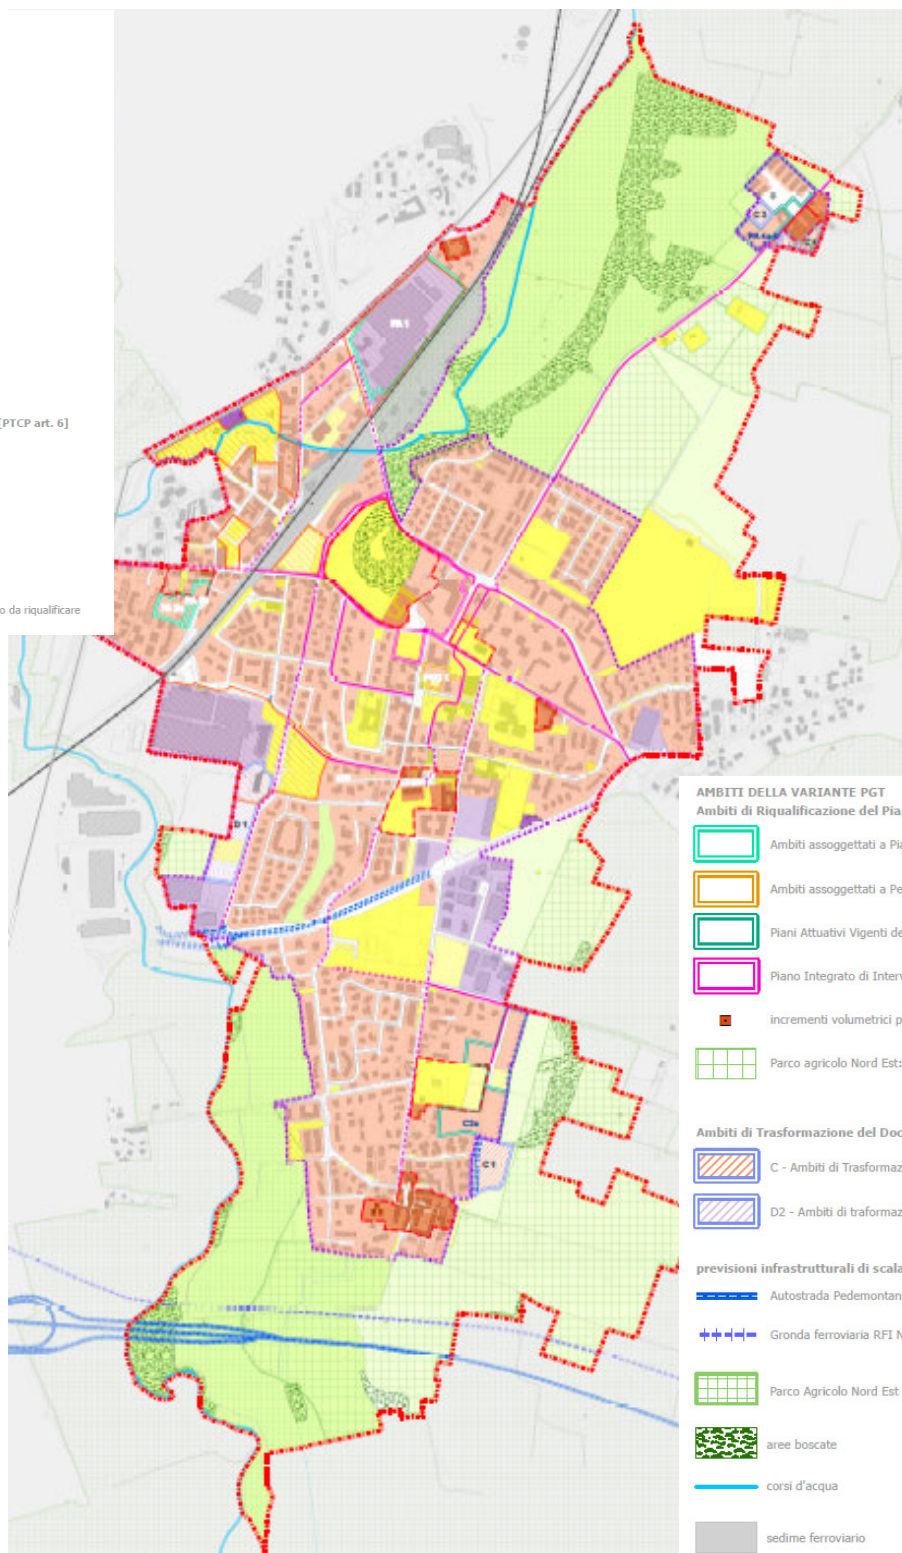 [PTCP art. 6]
o da riqualificare
PA1
C3
C1
D1
AMBITI DELLA VARIANTE PGT
Ambiti di Riqualificazione del Pia
Ambiti assoggettati a Pia
Ambiti assoggettati a Pe
Piani Attuativi Vigenti de
Piano Integrato di Interv
incrementi volumetrici p
Parco agricolo Nord Est:
Ambiti di Trasformazione del Doc
C - Ambiti di Trasformaz
D2 - Ambiti di traformaz
previsioni infrastrutturali di scala
Autostrada Pedemontan
Gronda ferroviaria RFI N
Parco Agricolo Nord Est
aree boscate
corsi d'acqua
sedime ferroviario